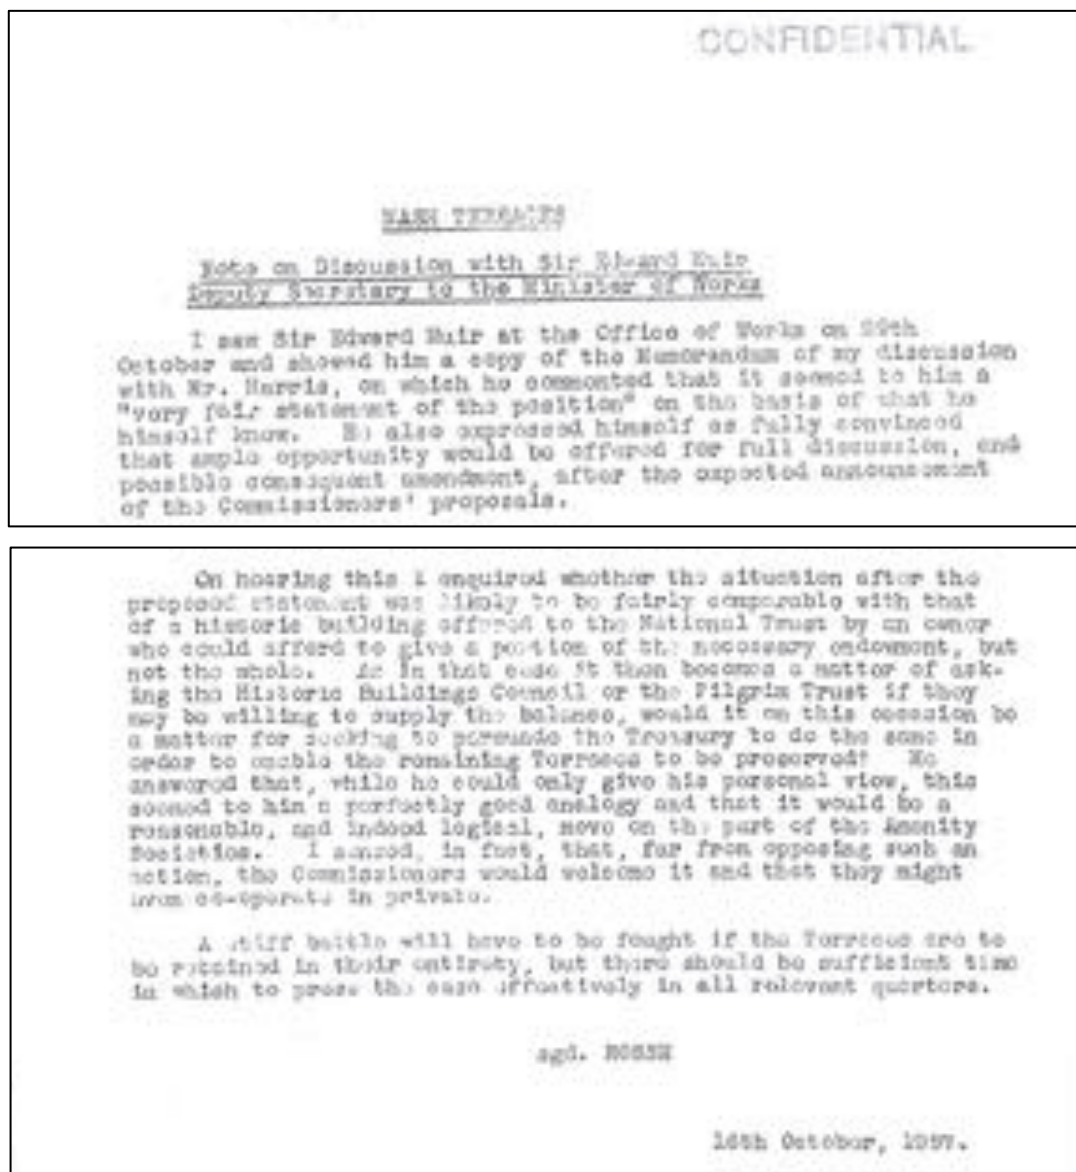 CONFIDENTIAL
NASH TERRACES
Note on Discussion with Sir Edward Muir
Deputy Secretary to the Minister of Works
I saw Sir Edward Muir at the Office of Works on
October and showed him a copy of the Memorandum of my discussion
with Mr. Harris, on which he commented that it seemed to him a
"very fair statement of the position" on the basis of what he
himself knew. He also expressed himself as fully convinced
that ample opportunity would be offered for full discussion, and
possible consequent amendment, after the expected announcement
of the Commissioners' proposals.
On hearing this I enquired whether the situation after the
proposed statement was likely to be fairly comparable with that
of a historic building offered to the National Trust by an owner
who could afford to give a portion of the necessary endowment, but
not the whole. As in that case it then becomes a matter of ask-
ing the Historic Buildings Council or the Pilgrim Trust if they
may be willing to supply the balance, would it on this occasion be
a matter for seeking to persuade the Treasury to do the same in
order to enable the remaining Terraces to be preserved? He
answered that, while he could only give his personal view, this
seemed to him a perfectly good analogy and that it would be a
reasonable, and indeed logical, move on the part of the Amenity
Societies. I sensed, in fact, that, far from opposing such an
action, the Commissioners would welcome it and that they might
even co-operate in private.
A stiff battle will have to be fought if the Terraces are to
be retained in their entirety, but there should be sufficient time
in which to press the case effectively in all relevant quarters.
sgd. ROSSE
16th October, 1957.